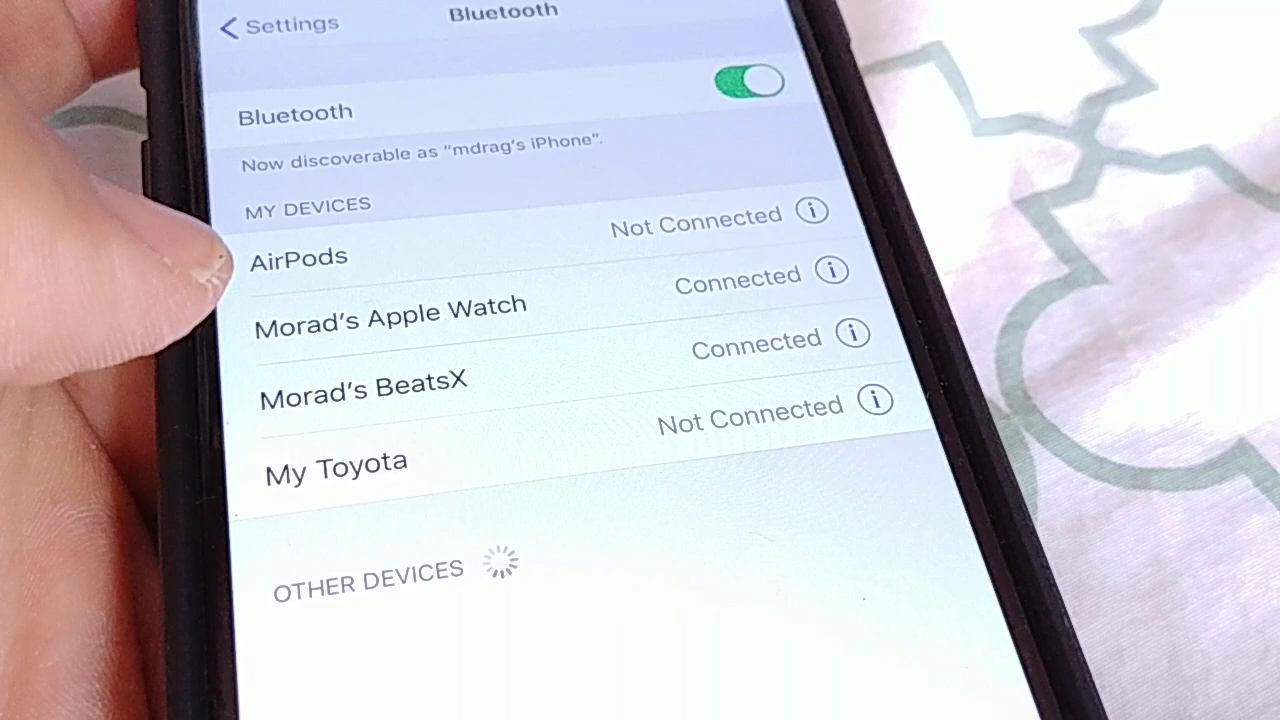 Settings
Bluetooth
Bluetooth
Now discoverable as "mdrag's iPhone".
MY DEVICES
AirPods Not Connected
Morad's Apple Watch Connected
Morad's BeatsX Connected
My Toyota Not Connected
OTHER DEVICES